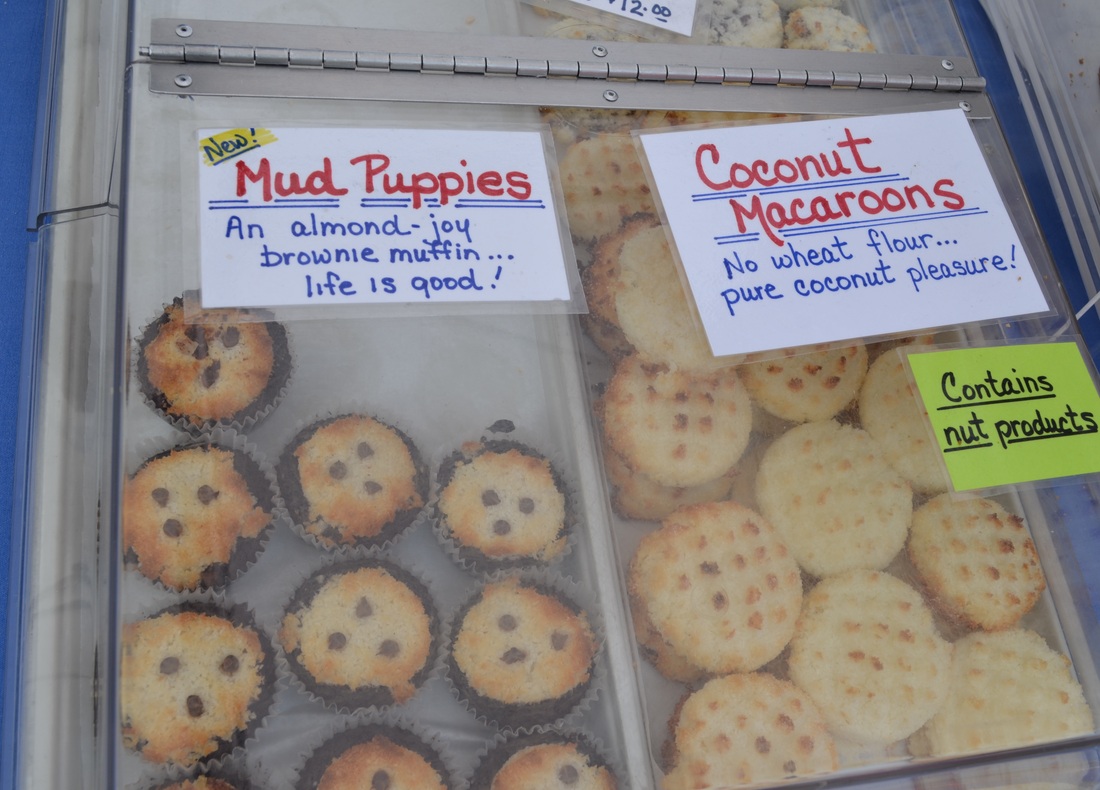 $12.00
New!
Mud Puppies
An almond-joy
brownie muffin...
life is good!
Coconut
Macaroons
No wheat flour...
pure coconut pleasure!
Contains
nut products